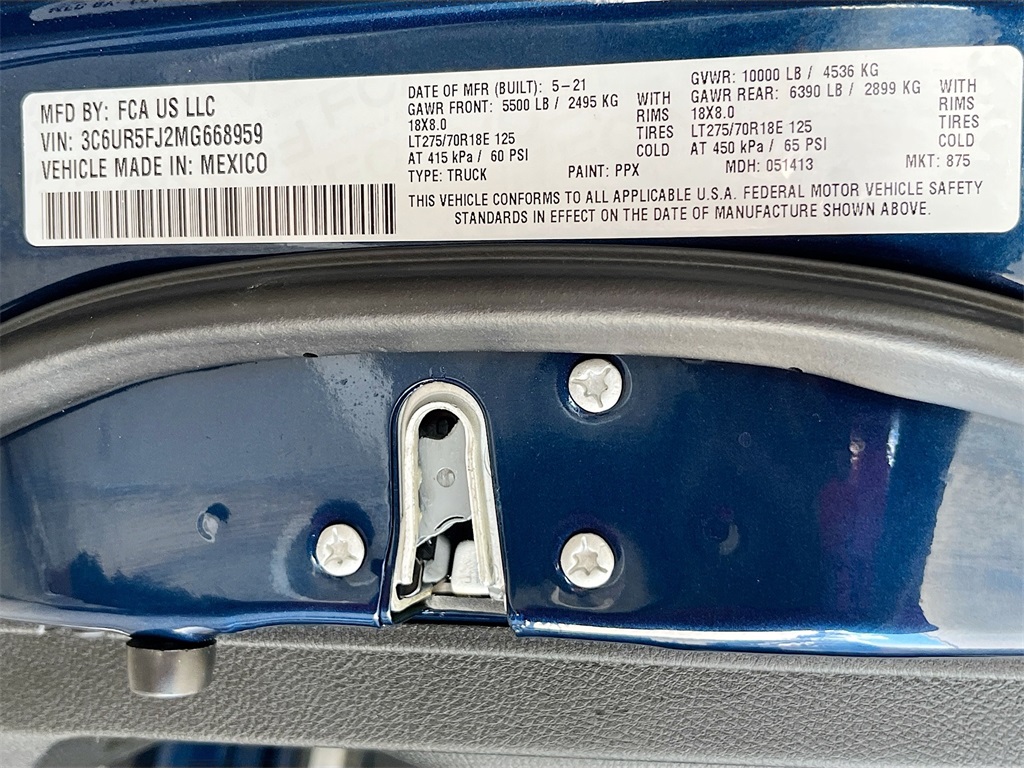 MFD BY: FCA US LLC
VIN: 3C6UR5FJ2MG668959
VEHICLE MADE IN: MEXICO
DATE OF MFR (BUILT): 5-21
GAWR FRONT: 5500 LB / 2495 KG WITH
18X8.0 RIMS
LT275/70R18E 125 TIRES
AT 415 kPa / 60 PSI COLD
TYPE: TRUCK PAINT: PPX
GVWR: 10000 LB / 4536 KG
GAWR REAR: 6390 LB / 2899 KG WITH
18X8.0 RIMS
LT275/70R18E 125 TIRES
AT 450 kPa / 65 PSI COLD
MDH: 051413 MKT: 875
THIS VEHICLE CONFORMS TO ALL APPLICABLE U.S.A. FEDERAL MOTOR VEHICLE SAFETY
STANDARDS IN EFFECT ON THE DATE OF MANUFACTURE SHOWN ABOVE.